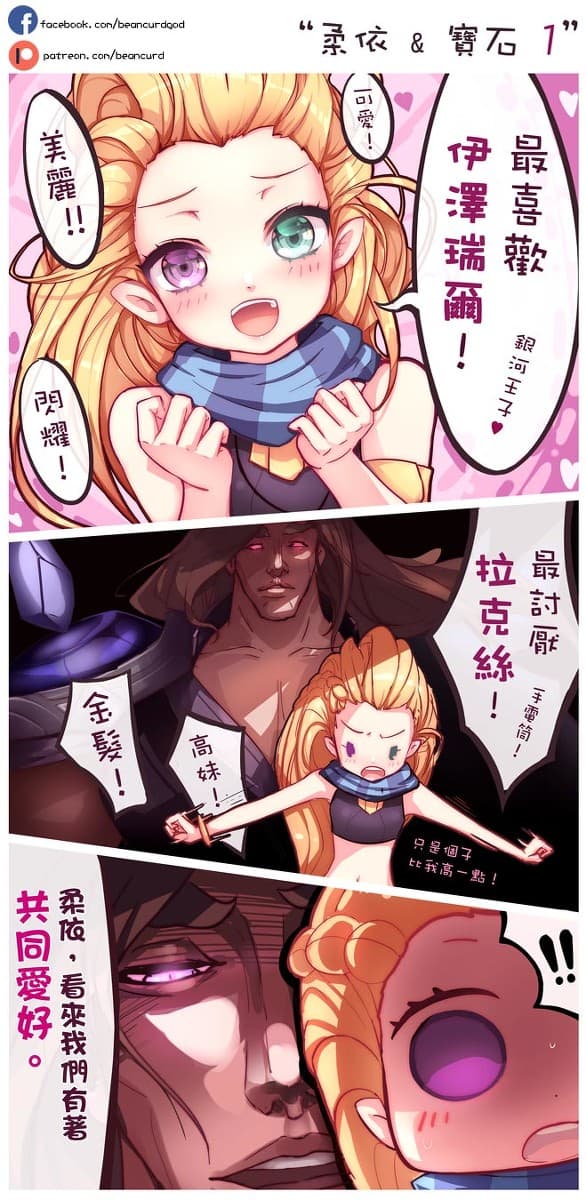 facebook.com/beancurdgod
patreon.com/beancurd
“柔依 & 寶石 1”
最喜歡
伊澤瑞爾！
銀河王子♥
可愛！
美麗！！
閃耀！
最討厭
拉克絲！
手電筒！
高妹！
金髮！
只是個子
比我高一點！
！！
柔依，看來我們有著
共同愛好。